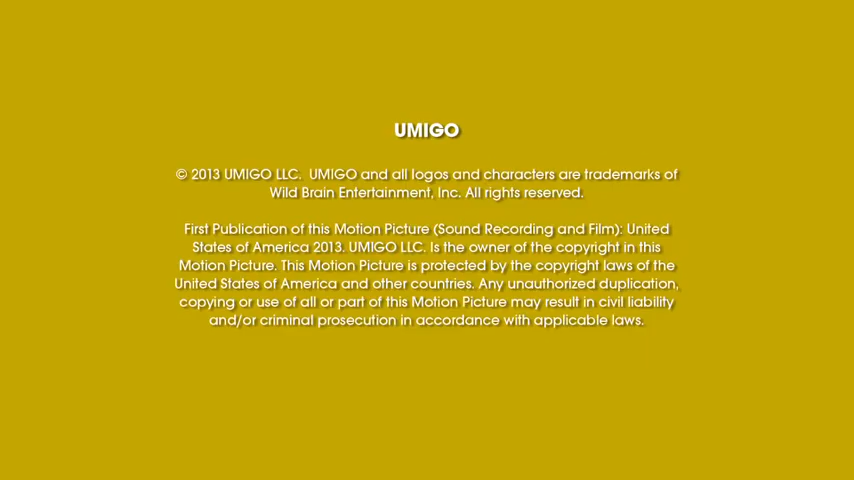 UMIGO
© 2013 UMIGO LLC.  UMIGO and all logos and characters are trademarks of
Wild Brain Entertainment, Inc. All rights reserved.
First Publication of this Motion Picture (Sound Recording and Film): United
States of America 2013. UMIGO LLC. Is the owner of the copyright in this
Motion Picture. This Motion Picture is protected by the copyright laws of the
United States of America and other countries. Any unauthorized duplication,
copying or use of all or part of this Motion Picture may result in civil liability
and/or criminal prosecution in accordance with applicable laws.